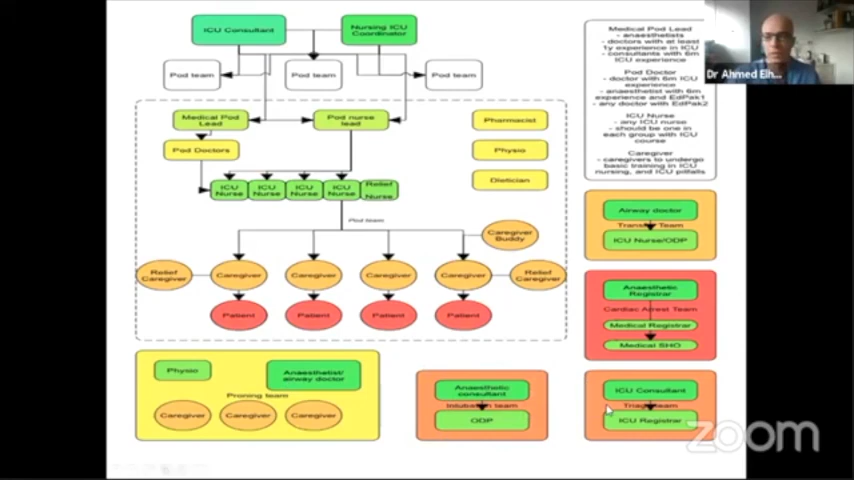 ICU Consultant
Nursing ICU
Coordinator
Pod team
Pod team
Pod team
Medical Pod
Lead
Pod nurse
lead
Pod Doctors
ICU
Nurse
ICU
Nurse
ICU
Nurse
ICU
Nurse
Relief
Nurse
Pharmacist
Physio
Dietician
Pod team
Caregiver
Buddy
Relief
Caregiver
Caregiver
Caregiver
Caregiver
Caregiver
Relief
Caregiver
Patient
Patient
Patient
Patient
Physio
Anaesthetist/
airway doctor
Proning team
Caregiver
Caregiver
Caregiver
Anaesthetic
consultant
Intubation team
ODP
Medical Pod Lead
- anaesthetists
- doctors with at least
1y experience in ICU
- consultants with 6m
ICU experience
Pod Doctor
- doctor with 6m ICU
experience
- anaesthetist with 6m
experience and EdPak1
- any doctor with EdPak2
ICU Nurse
- any ICU nurse
- should be one in
each group with ICU
course
Caregiver
- caregivers to undergo
basic training in ICU
nursing, and ICU pitfalls
Airway doctor
Transfer Team
ICU Nurse/ODP
Anaesthetic
Registrar
Cardiac Arrest Team
Medical Registrar
Medical SHO
ICU Consultant
Triage team
ICU Registrar
Dr Ahmed Elh...
zoom